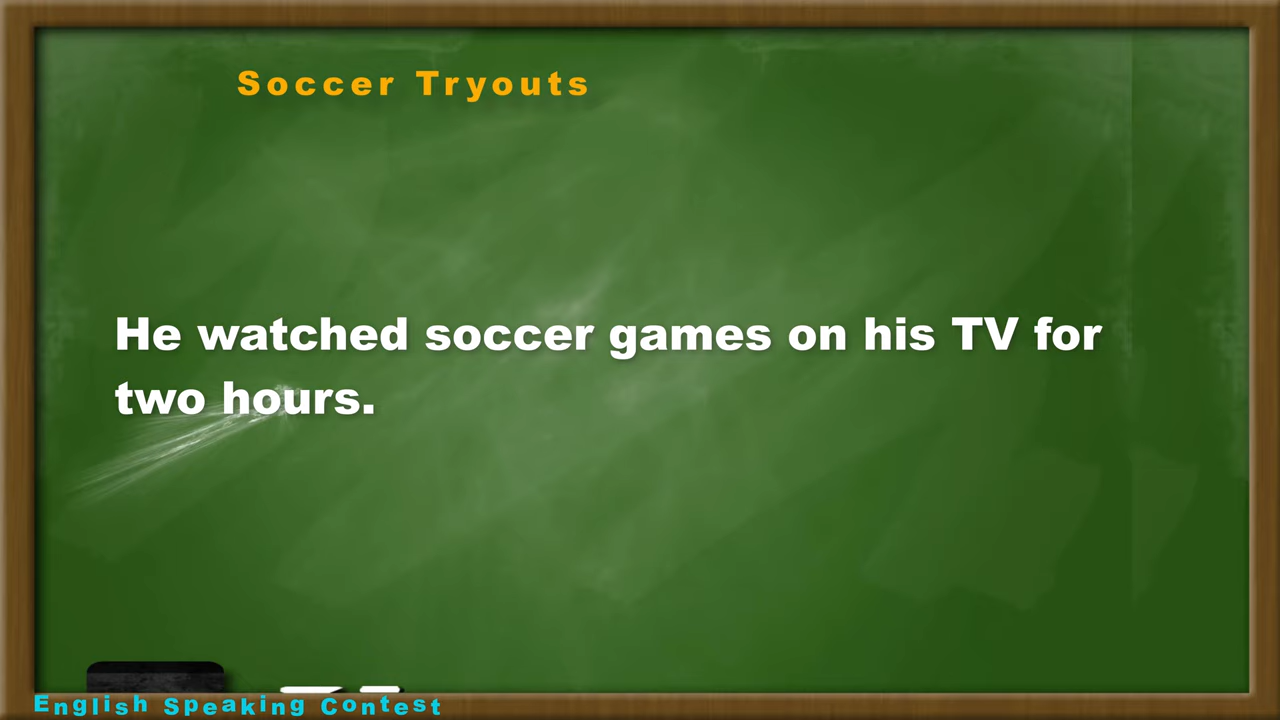 Soccer Tryouts
He watched soccer games on his TV for
two hours.
English Speaking Contest